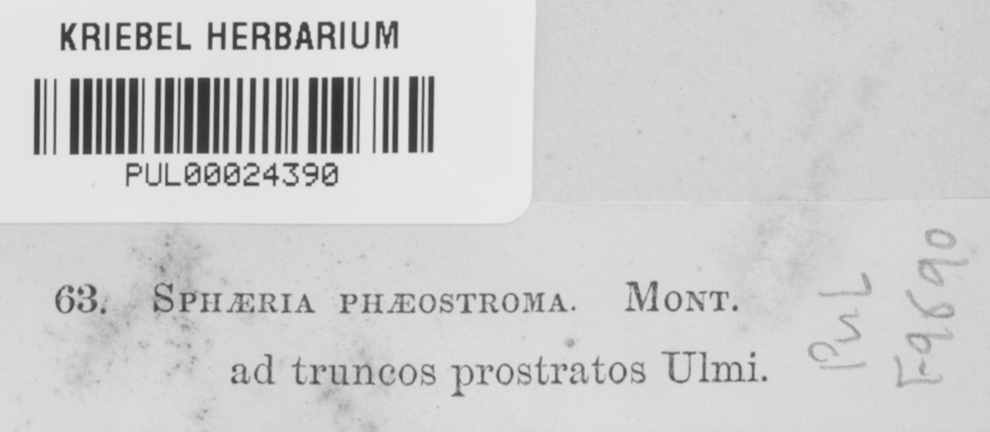 KRIEBEL HERBARIUM
PUL00024390
63. SPHÆRIA PHÆOSTROMA. MONT.
ad truncos prostratos Ulmi.
PUL
F9690